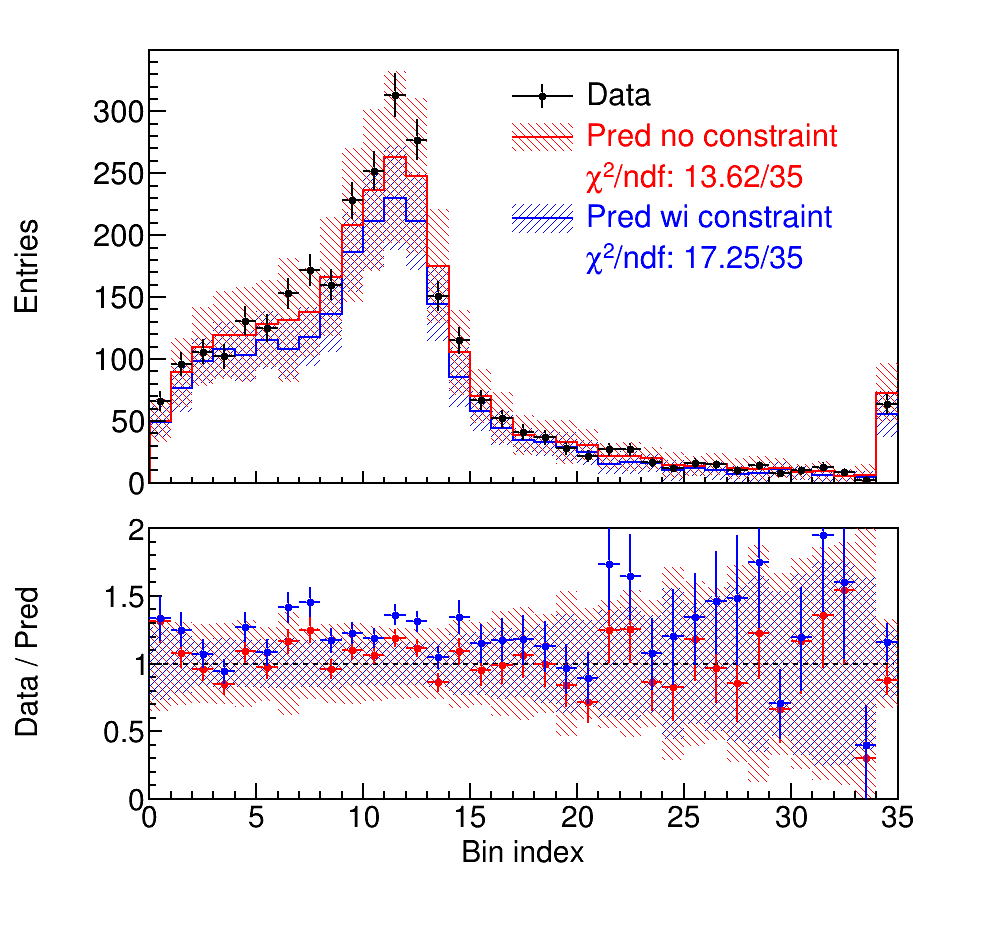 Entries
300
250
200
150
100
50
0
Data
Pred no constraint
χ²/ndf: 13.62/35
Pred wi constraint
χ²/ndf: 17.25/35
Data / Pred
2
1.5
1
0.5
0
0 5 10 15 20 25 30 35
Bin index